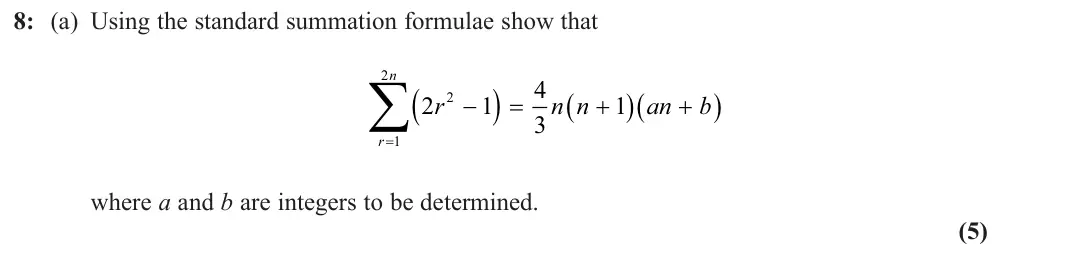 8: (a) Using the standard summation formulae show that
2n
∑(2r² − 1) = 4/3 n(n + 1)(an + b)
r=1
where a and b are integers to be determined.
(5)